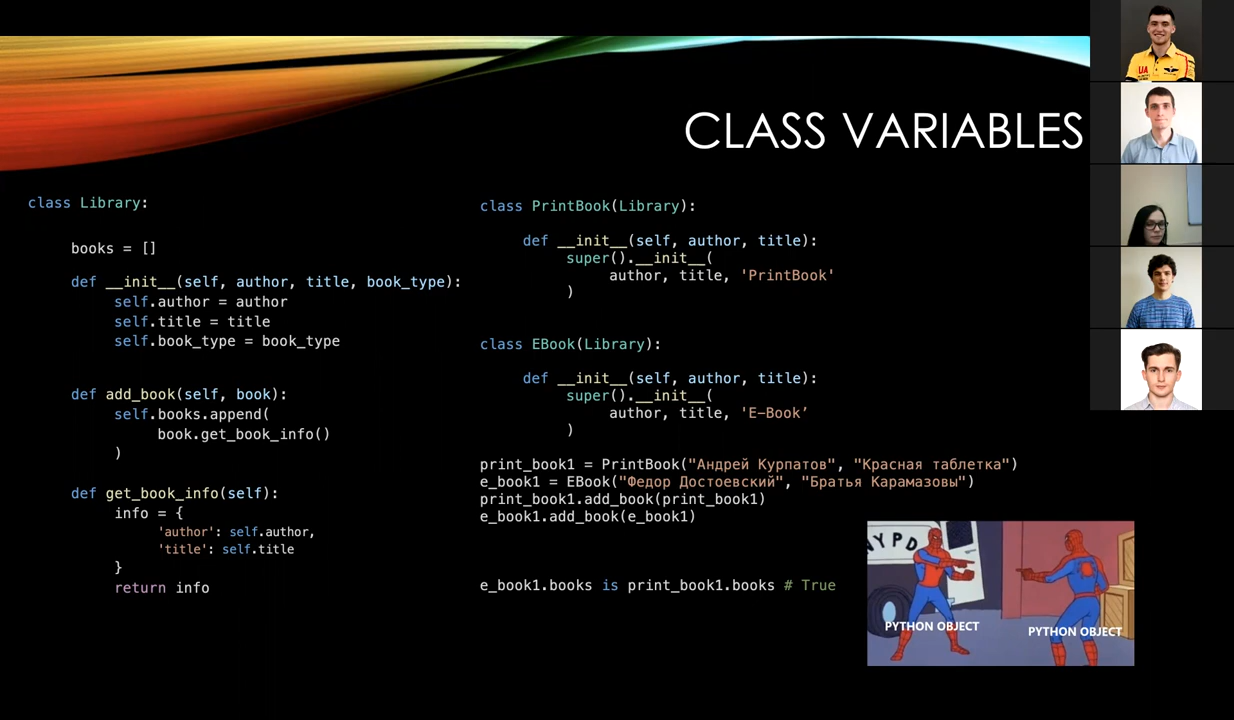 CLASS VARIABLES
class Library:
books = []
def __init__(self, author, title, book_type):
self.author = author
self.title = title
self.book_type = book_type
def add_book(self, book):
self.books.append(
book.get_book_info()
)
def get_book_info(self):
info = {
'author': self.author,
'title': self.title
}
return info
class PrintBook(Library):
def __init__(self, author, title):
super().__init__(
author, title, 'PrintBook'
)
class EBook(Library):
def __init__(self, author, title):
super().__init__(
author, title, 'E-Book’
)
print_book1 = PrintBook("Андрей Курпатов", "Красная таблетка")
e_book1 = EBook("Федор Достоевский", "Братья Карамазовы")
print_book1.add_book(print_book1)
e_book1.add_book(e_book1)
e_book1.books is print_book1.books # True
NYPD
PYTHON OBJECT
PYTHON OBJECT
UA